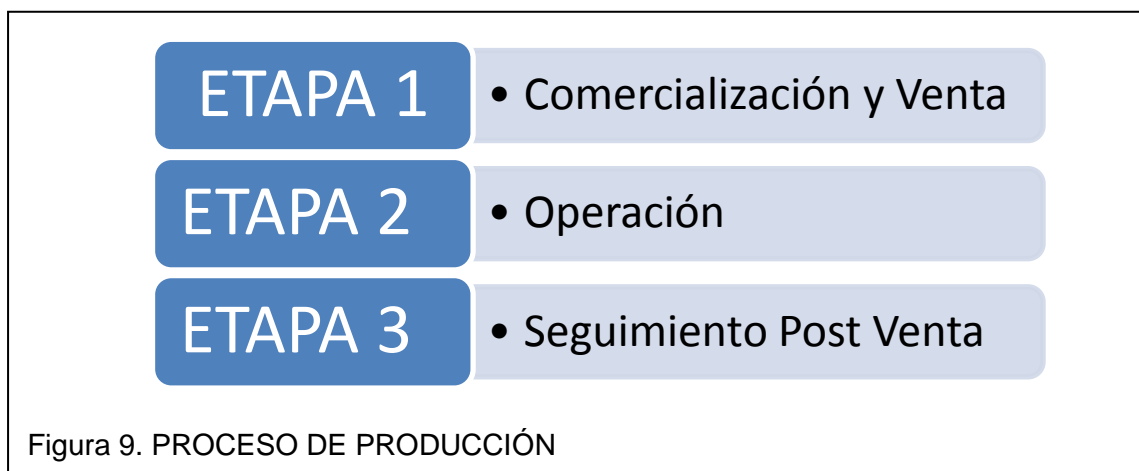 ETAPA 1
• Comercialización y Venta
ETAPA 2
• Operación
ETAPA 3
• Seguimiento Post Venta
Figura 9. PROCESO DE PRODUCCIÓN